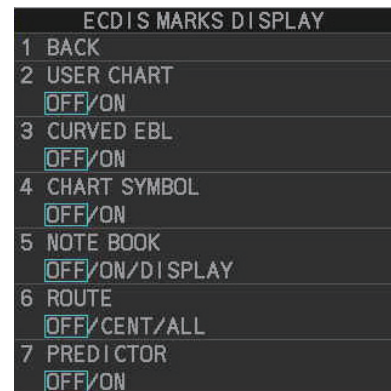 ECDIS MARKS DISPLAY
1 BACK
2 USER CHART
OFF/ON
3 CURVED EBL
OFF/ON
4 CHART SYMBOL
OFF/ON
5 NOTE BOOK
OFF/ON/DISPLAY
6 ROUTE
OFF/CENT/ALL
7 PREDICTOR
OFF/ON